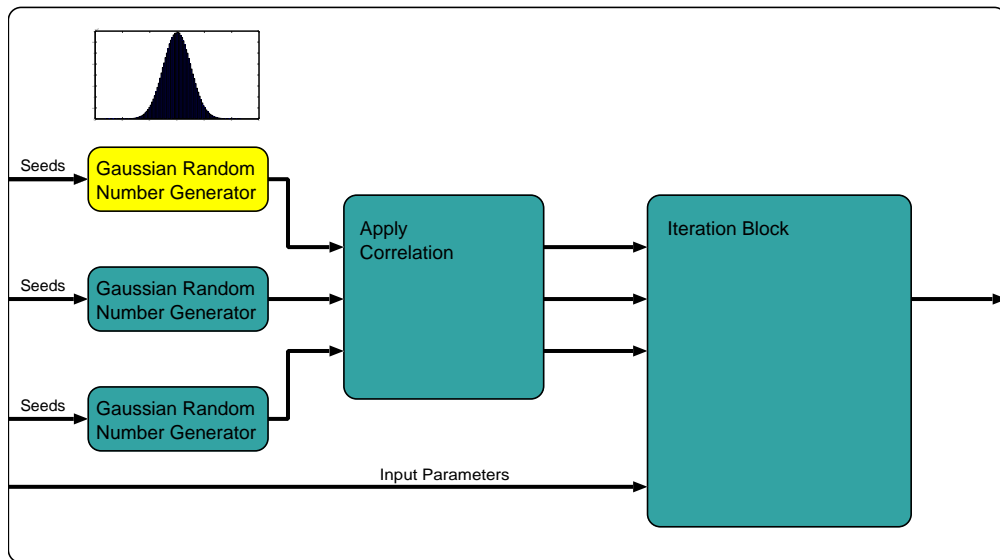 Seeds
Gaussian Random
Number Generator
Seeds
Gaussian Random
Number Generator
Seeds
Gaussian Random
Number Generator
Apply
Correlation
Iteration Block
Input Parameters